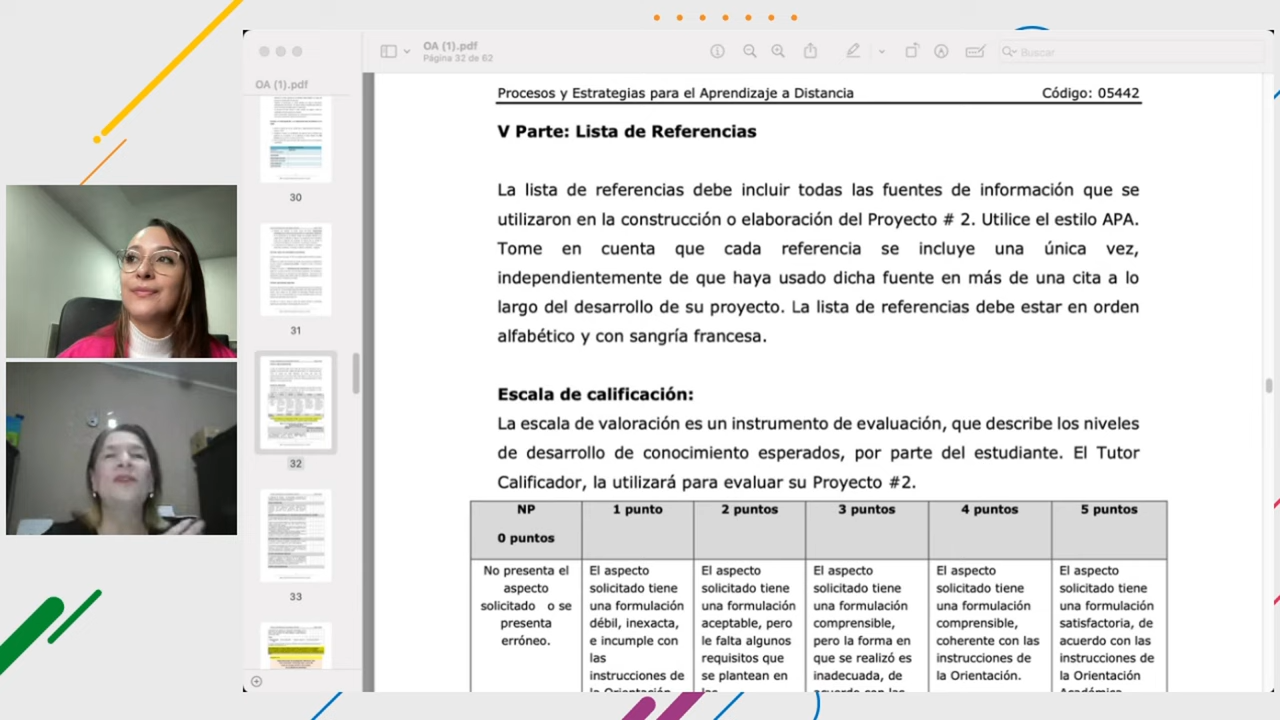 OA (1).pdf
Página 32 de 62
Buscar
OA (1).pdf
30
31
32
33
Procesos y Estrategias para el Aprendizaje a Distancia Código: 05442
V Parte: Lista de Referencias
La lista de referencias debe incluir todas las fuentes de información que se
utilizaron en la construcción o elaboración del Proyecto # 2. Utilice el estilo APA.
Tome en cuenta que cada referencia se incluye una única vez,
independientemente de que haya usado dicha fuente en más de una cita a lo
largo del desarrollo de su proyecto. La lista de referencias debe estar en orden
alfabético y con sangría francesa.
Escala de calificación:
La escala de valoración es un instrumento de evaluación, que describe los niveles
de desarrollo de conocimiento esperados, por parte del estudiante. El Tutor
Calificador, la utilizará para evaluar su Proyecto #2.
NP
0 puntos
1 punto
2 puntos
3 puntos
4 puntos
5 puntos
No presenta el
aspecto
solicitado o se
presenta
errónea
El aspecto
solicitado tiene
una formulación
débil, inexacta,
e incumple con
las
instrucciones de
la Orientación
El aspecto
solicitado tiene
una formulación
aceptable, pero
le faltan algunos
requisitos que
se plantean en
las
El aspecto
solicitado tiene
una formulación
comprensible,
pero la forma en
que se realizó es
inadecuada, de
acuerdo con las
El aspecto
solicitado tiene
una formulación
comprensible,
coherente con las
instrucciones de
la Orientación.
El aspecto
solicitado tiene
una formulación
satisfactoria, de
acuerdo con las
instrucciones de
la Orientación
Académica